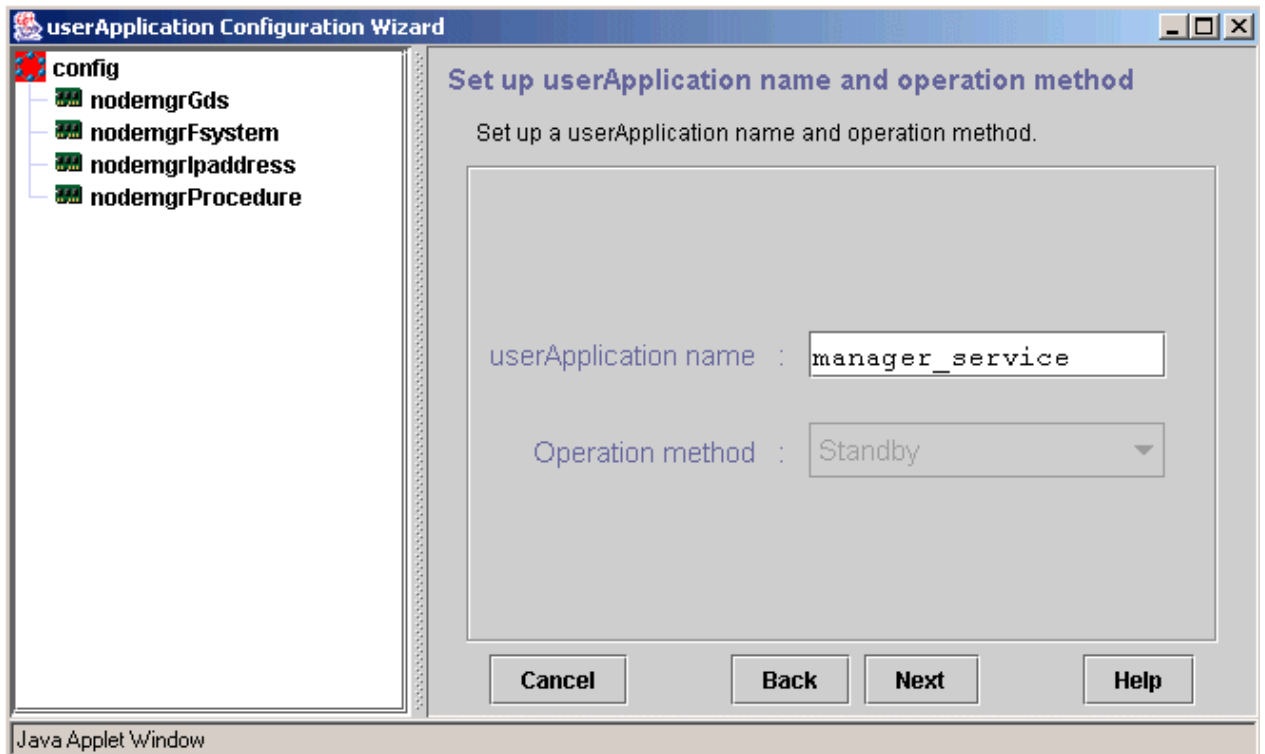 userApplication Configuration Wizard
config
nodemgrGds
nodemgrFsystem
nodemgrIpaddress
nodemgrProcedure
Set up userApplication name and operation method
Set up a userApplication name and operation method.
userApplication name : manager_service
Operation method : Standby
Cancel Back Next Help
Java Applet Window